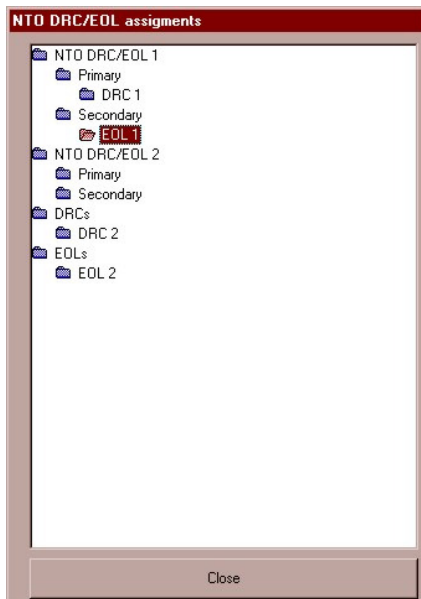 NTO DRC/EOL assigments
NTO DRC/EOL 1
Primary
DRC 1
Secondary
EOL 1
NTO DRC/EOL 2
Primary
Secondary
DRCs
DRC 2
EOLs
EOL 2
Close